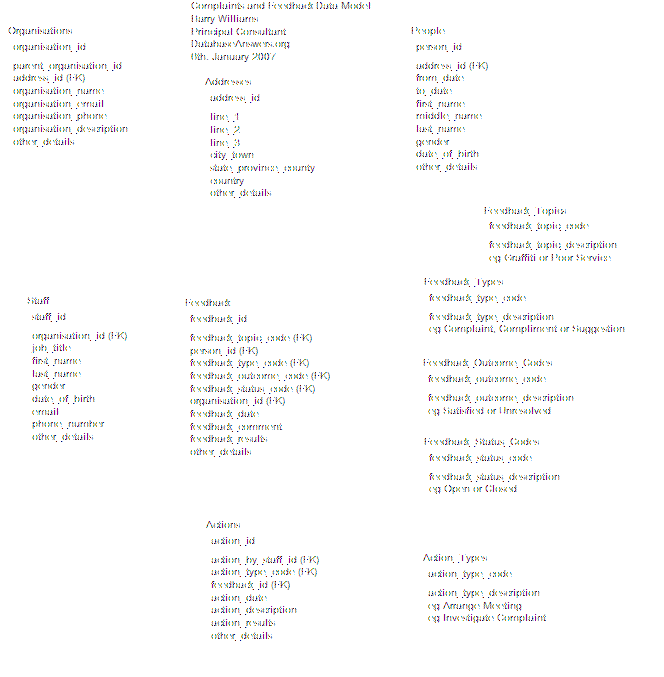 Complaints and Feedback Data Model
Barry Williams
Principal Consultant
DatabaseAnswers.org
6th. January 2007
Organisations
organisation_id
parent_organisation_id
address_id (FK)
organisation_name
organisation_email
organisation_phone
organisation_description
other_details
Addresses
address_id
line_1
line_2
line_3
city_town
state_province_county
country
other_details
People
person_id
address_id (FK)
from_date
to_date
first_name
middle_name
last_name
gender
date_of_birth
other_details
Feedback_Topics
feedback_topic_code
feedback_topic_description
eg Graffiti or Poor Service
Feedback_Types
feedback_type_code
feedback_type_description
eg Complaint, Compliment or Suggestion
Staff
staff_id
organisation_id (FK)
job_title
first_name
last_name
gender
date_of_birth
email
phone_number
other_details
Feedback
feedback_id
feedback_topic_code (FK)
person_id (FK)
feedback_type_code (FK)
feedback_outcome_code (FK)
feedback_status_code (FK)
organisation_id (FK)
feedback_date
feedback_comment
feedback_results
other_details
Feedback_Outcome_Codes
feedback_outcome_code
feedback_outcome_description
eg Satisfied or Unresolved
Feedback_Status_Codes
feedback_status_code
feedback_status_description
eg Open or Closed
Actions
action_id
action_by_staff_id (FK)
action_type_code (FK)
feedback_id (FK)
action_date
action_description
action_results
other_details
Action_Types
action_type_code
action_type_description
eg Arrange Meeting
eg Investigate Complaint